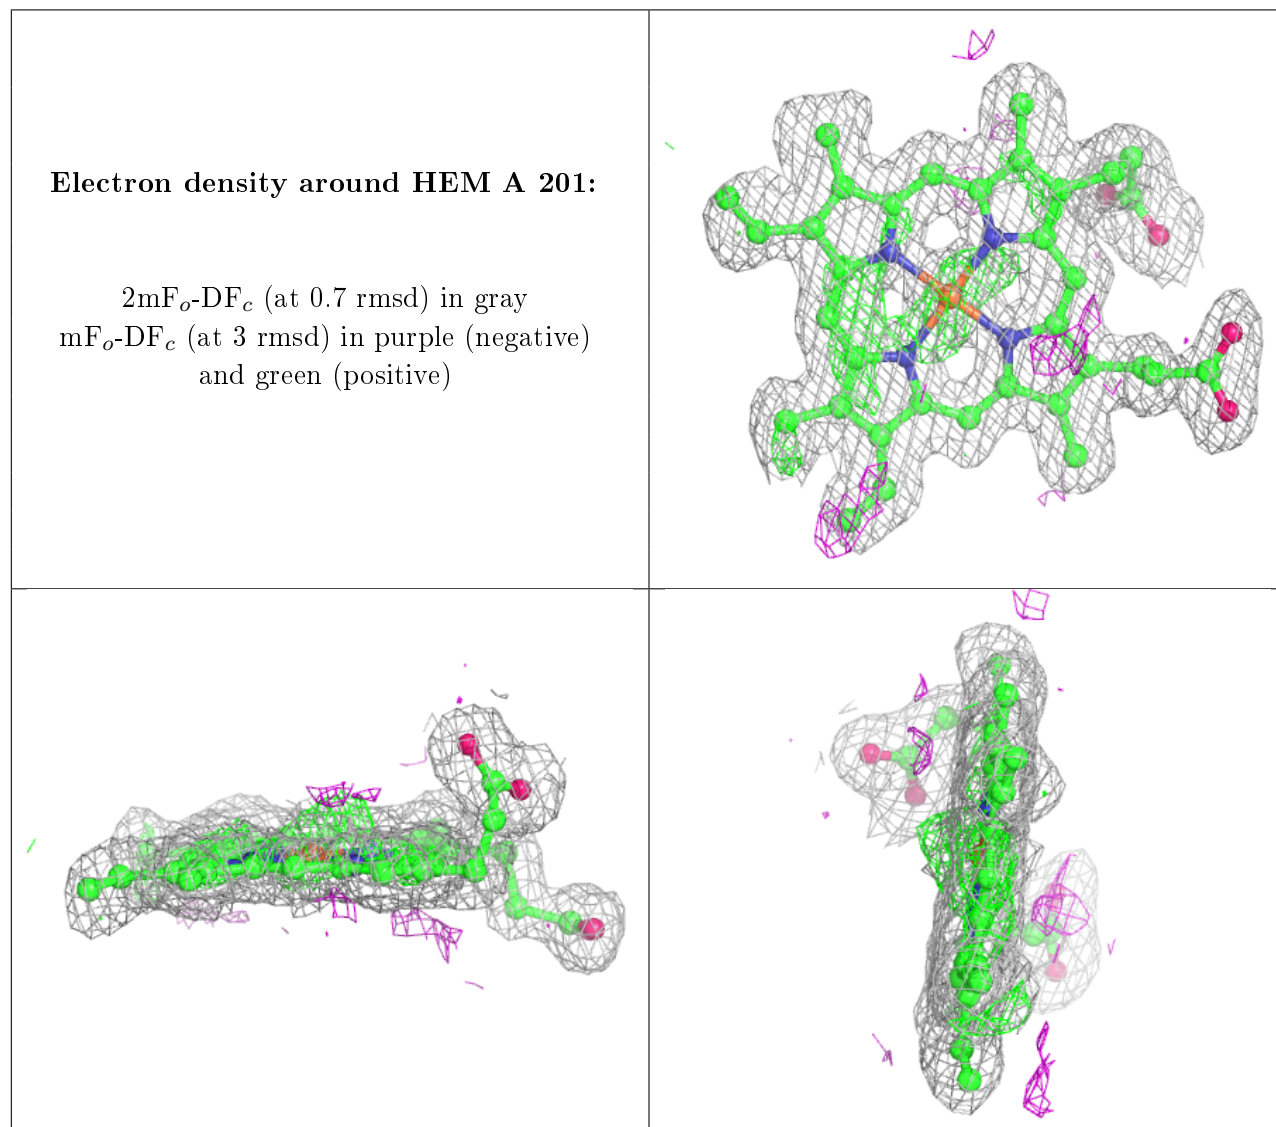 Electron density around HEM A 201:
2mFₒ-DF𝒸 (at 0.7 rmsd) in gray
mFₒ-DF𝒸 (at 3 rmsd) in purple (negative)
and green (positive)